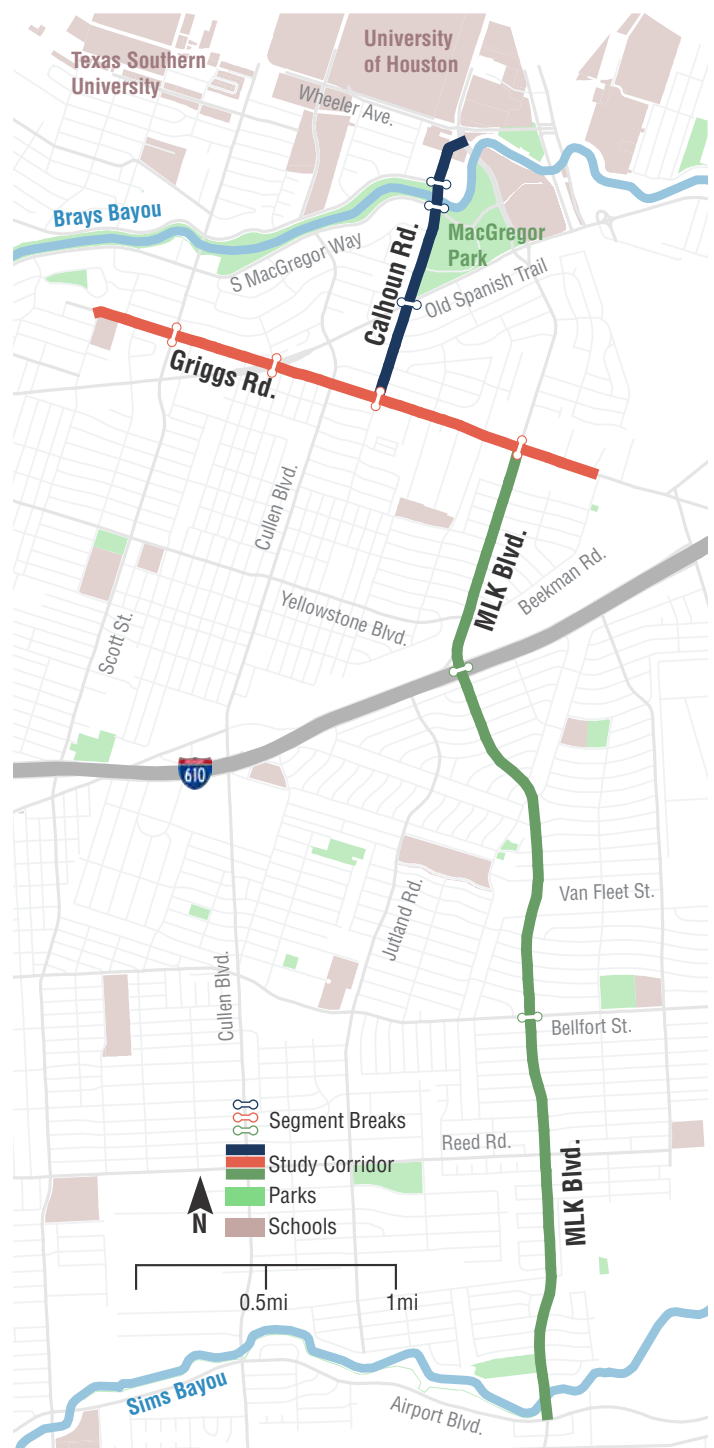 University
of Houston
Texas Southern
University
Wheeler Ave.
Brays Bayou
MacGregor
Park
S MacGregor Way
Calhoun Rd.
Old Spanish Trail
Griggs Rd.
Cullen Blvd.
MLK Blvd.
Beekman Rd.
Yellowstone Blvd.
Scott St.
610
Van Fleet St.
Jutland Rd.
Cullen Blvd.
Bellfort St.
Segment Breaks
Reed Rd.
Study Corridor
MLK Blvd.
Parks
N
Schools
0.5mi
1mi
Sims Bayou
Airport Blvd.